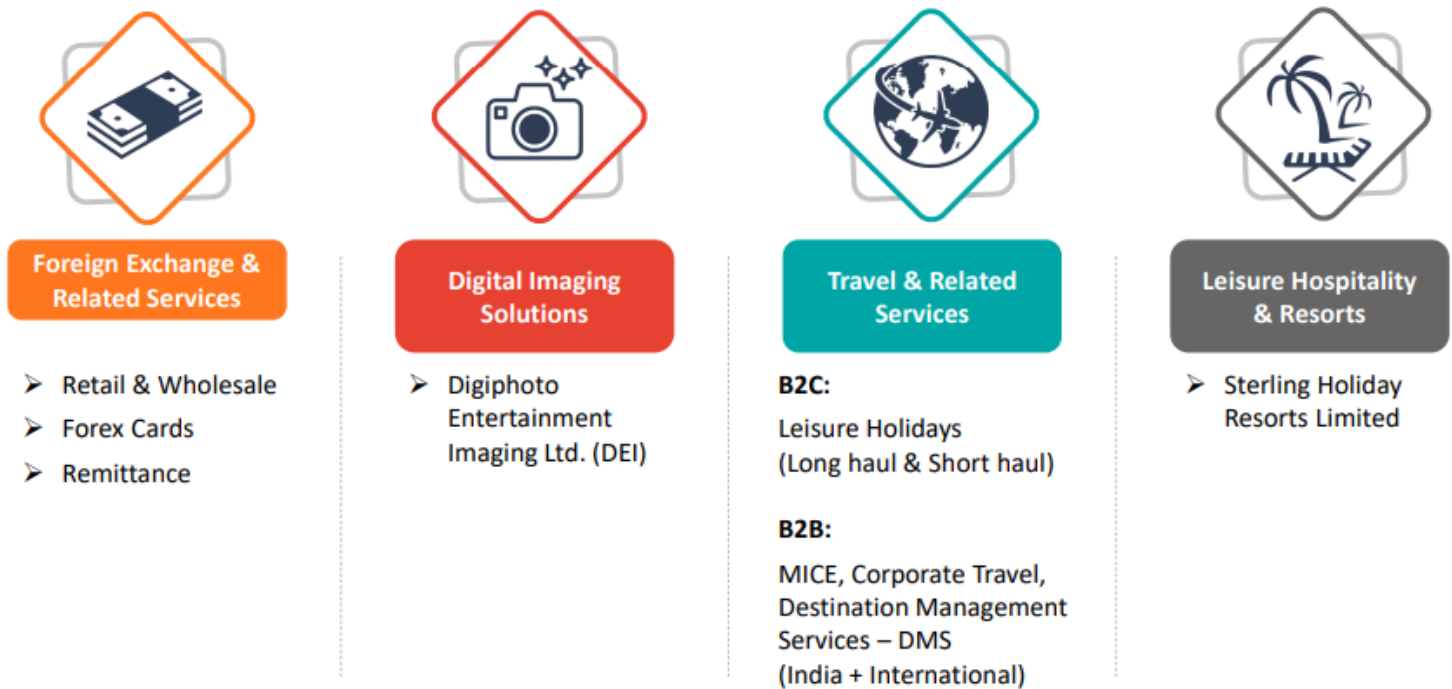 Foreign Exchange &
Related Services
➢ Retail & Wholesale
➢ Forex Cards
➢ Remittance
Digital Imaging
Solutions
➢ Digiphoto
Entertainment
Imaging Ltd. (DEI)
Travel & Related
Services
B2C:
Leisure Holidays
(Long haul & Short haul)
B2B:
MICE, Corporate Travel,
Destination Management
Services – DMS
(India + International)
Leisure Hospitality
& Resorts
➢ Sterling Holiday
Resorts Limited